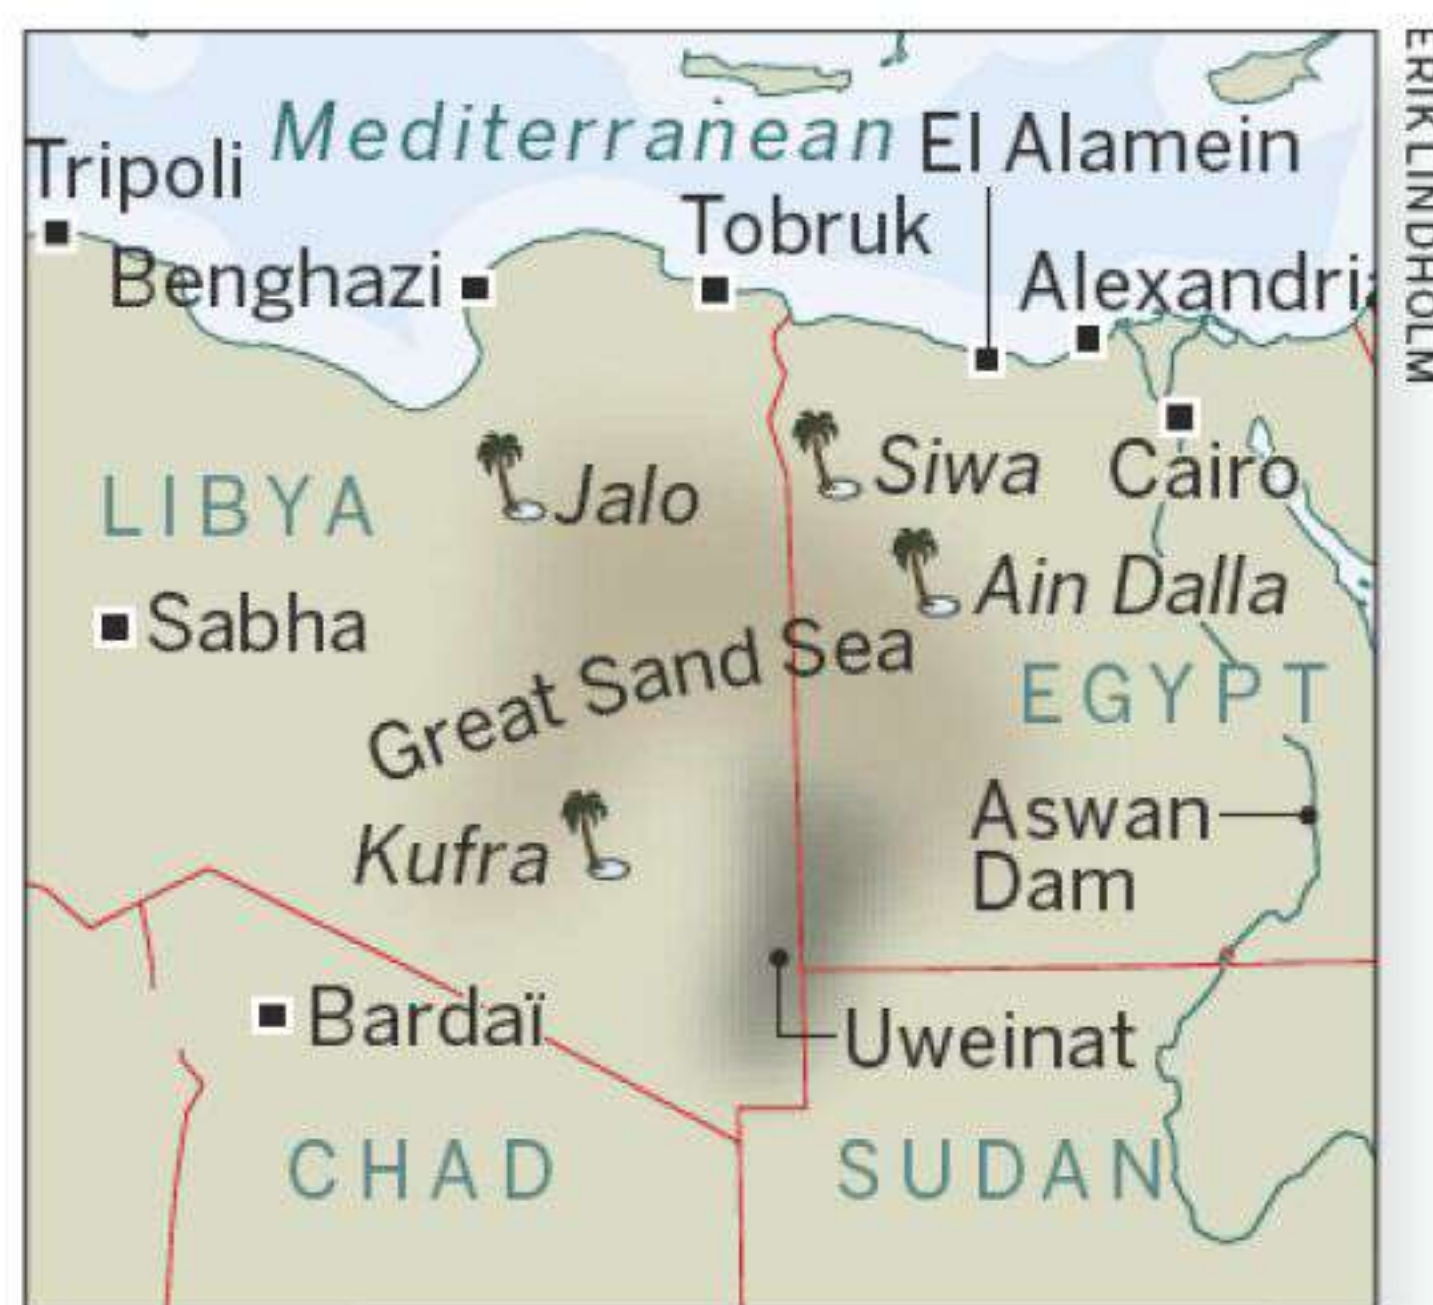 ERIK LINDHOLM
Mediterranean
El Alamein
Tripoli
Tobruk
Benghazi
Alexandria
Siwa
Cairo
Jalo
LIBYA
Ain Dalla
Sabha
Great Sand Sea
EGYPT
Aswan
Dam
Kufra
Bardaï
Uweinat
CHAD
SUDAN